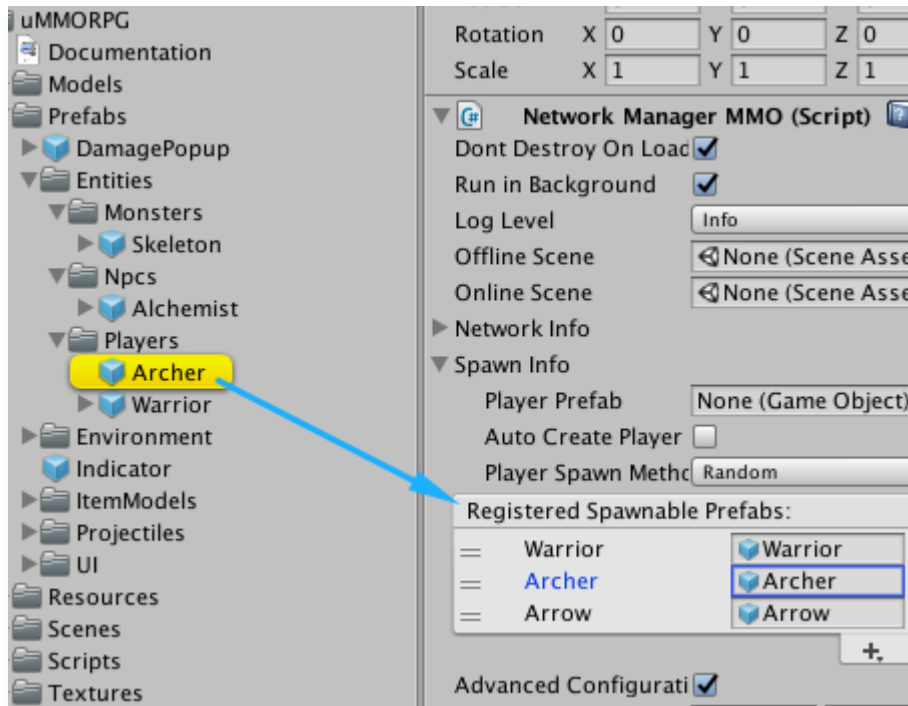 uMMORPG
Documentation
Models
Prefabs
DamagePopup
Entities
Monsters
Skeleton
Npcs
Alchemist
Players
Archer
Warrior
Environment
Indicator
ItemModels
Projectiles
UI
Resources
Scenes
Scripts
Textures
Rotation X 0 Y 0 Z 0
Scale X 1 Y 1 Z 1
Network Manager MMO (Script)
Dont Destroy On Load
Run in Background
Log Level Info
Offline Scene None (Scene Asse
Online Scene None (Scene Asse
Network Info
Spawn Info
Player Prefab None (Game Object)
Auto Create Player
Player Spawn Methc Random
Registered Spawnable Prefabs:
Warrior Warrior
Archer Archer
Arrow Arrow
+
Advanced Configurati